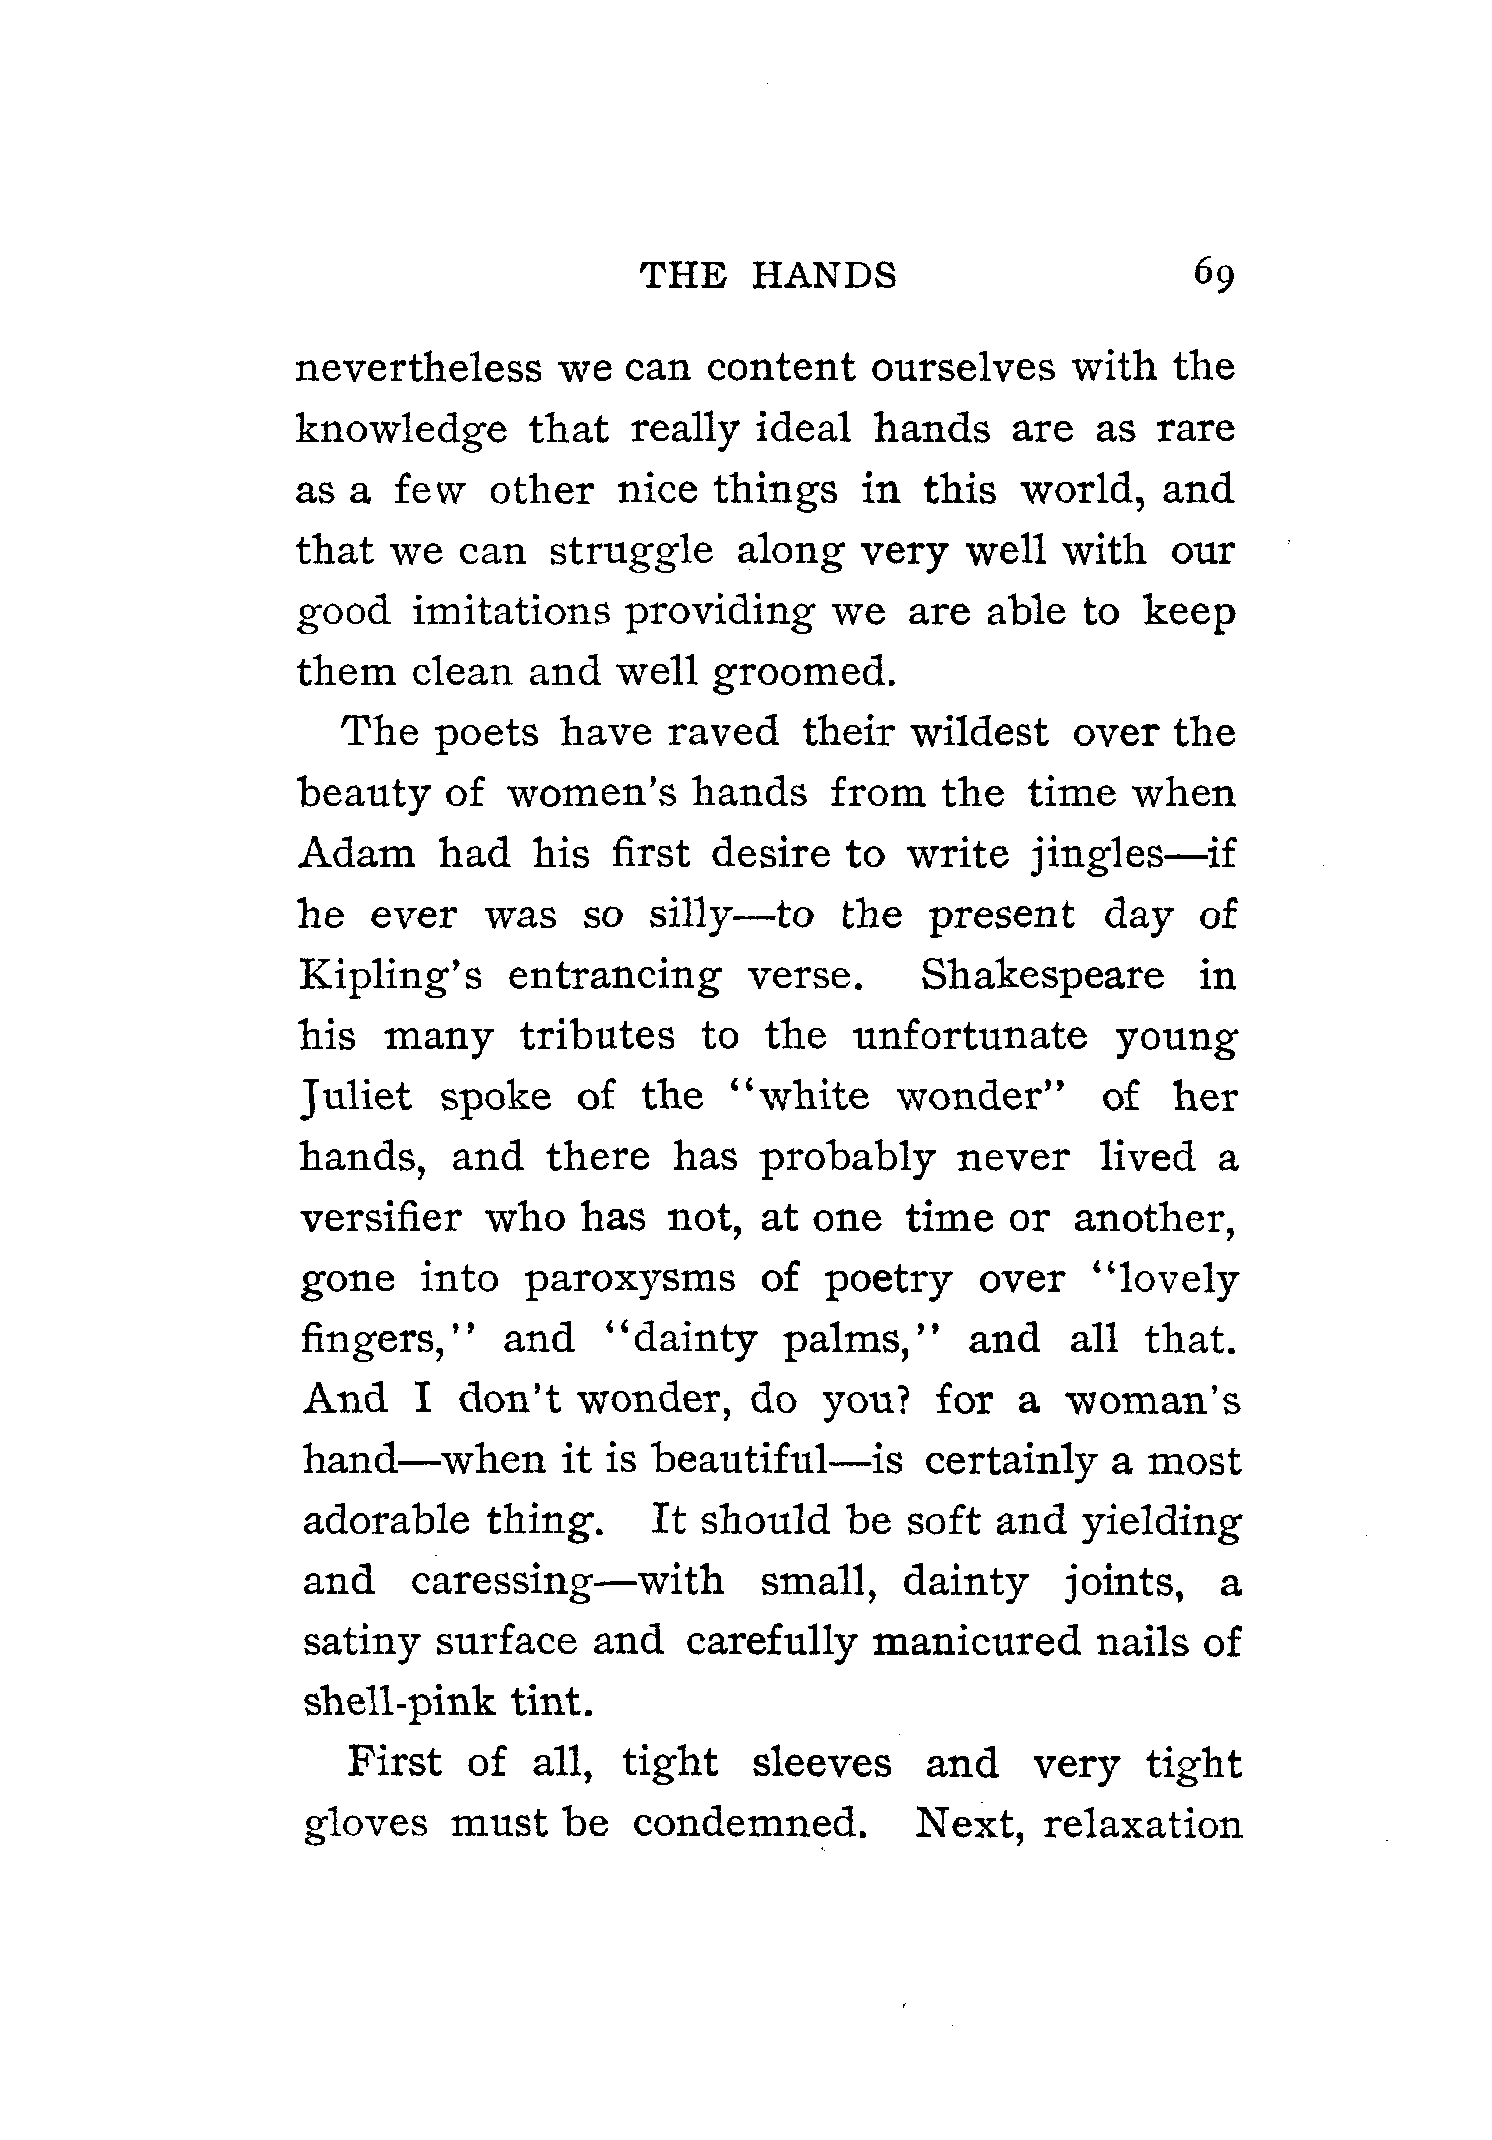 THE HANDS 69
nevertheless we can content ourselves with the
knowledge that really ideal hands are as rare
as a few other nice things in this world, and
that we can struggle along very well with our
good imitations providing we are able to keep
them clean and well groomed.
The poets have raved their wildest over the
beauty of women's hands from the time when
Adam had his first desire to write jingles—if
he ever was so silly—to the present day of
Kipling's entrancing verse. Shakespeare in
his many tributes to the unfortunate young
Juliet spoke of the "white wonder" of her
hands, and there has probably never lived a
versifier who has not, at one time or another,
gone into paroxysms of poetry over "lovely
fingers," and "dainty palms," and all that.
And I don't wonder, do you? for a woman's
hand—when it is beautiful—is certainly a most
adorable thing. It should be soft and yielding
and caressing—with small, dainty joints, a
satiny surface and carefully manicured nails of
shell-pink tint.
First of all, tight sleeves and very tight
gloves must be condemned. Next, relaxation